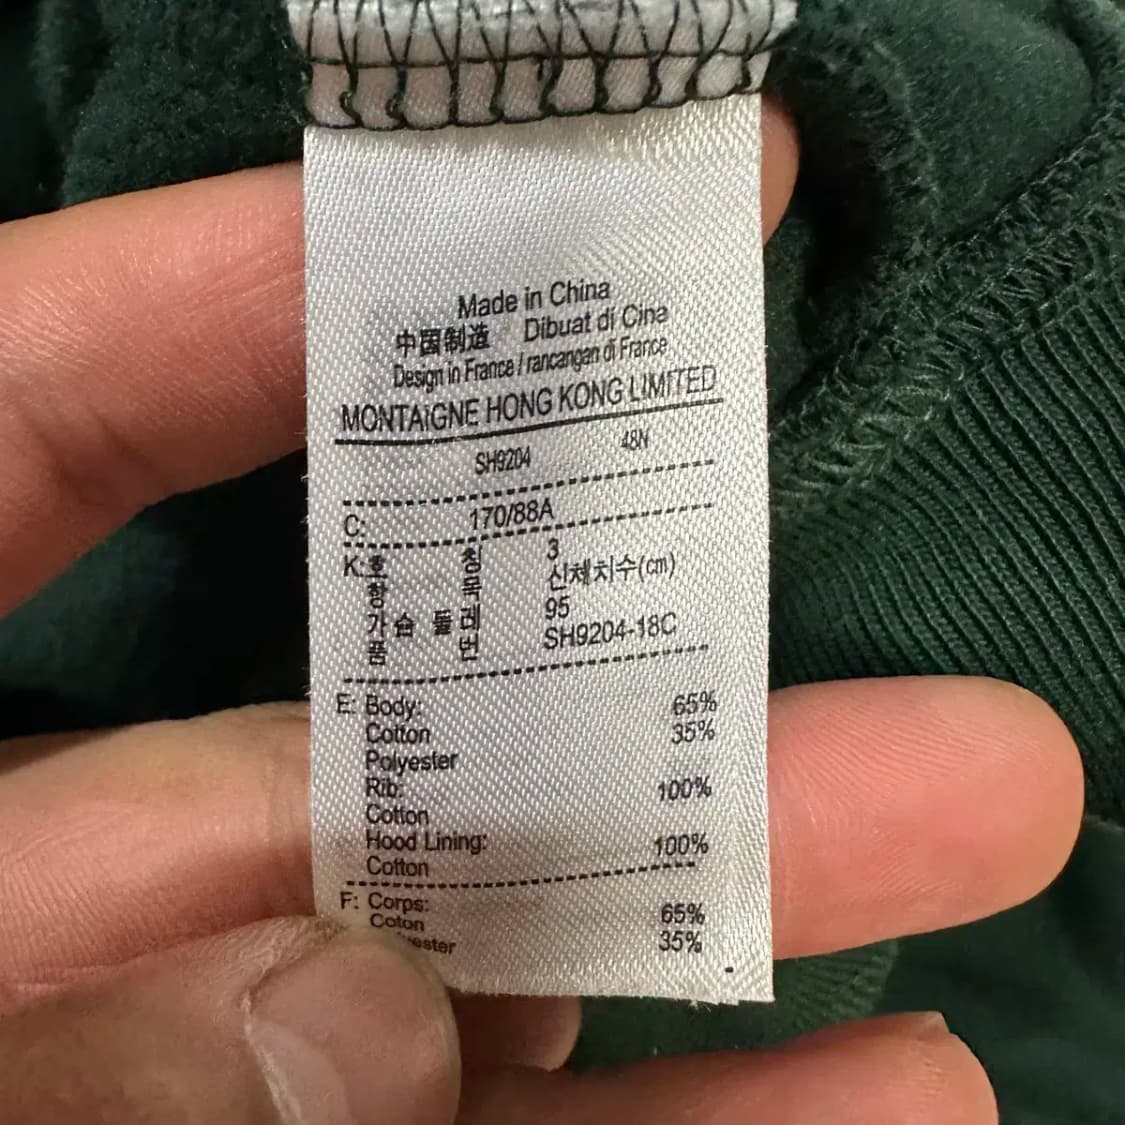 Made in China
中国制造 Dibuat di Cina
Design in France / rancangan di France
MONTAiGNE HONG KONG LIMITED
SH9204 48N
C: 170/88A
K: 호칭 3
항목 신체치수(cm)
가슴둘레 95
품번 SH9204-18C
E: Body: 65%
Cotton 35%
Polyester
Rib: 100%
Cotton
Hood Lining: 100%
Cotton
F: Corps: 65%
Coton 35%